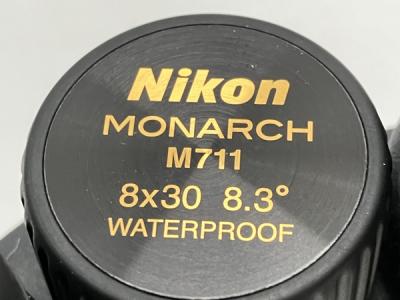 Nikon
MONARCH
M711
8x30 8.3°
WATERPROOF